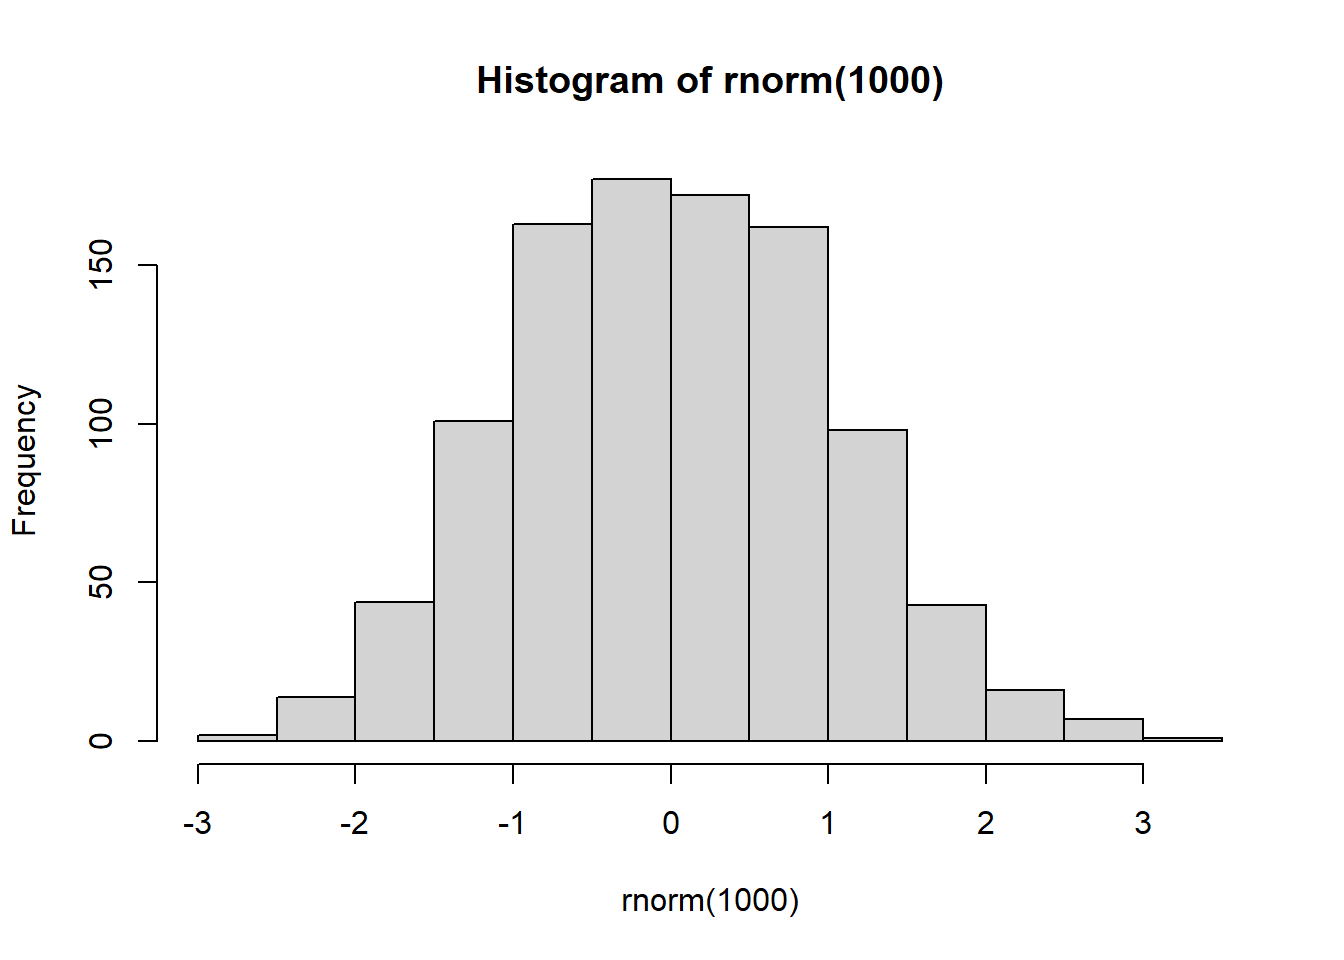 Histogram of rnorm(1000)
Frequency
150
100
50
0
-3 -2 -1 0 1 2 3
rnorm(1000)